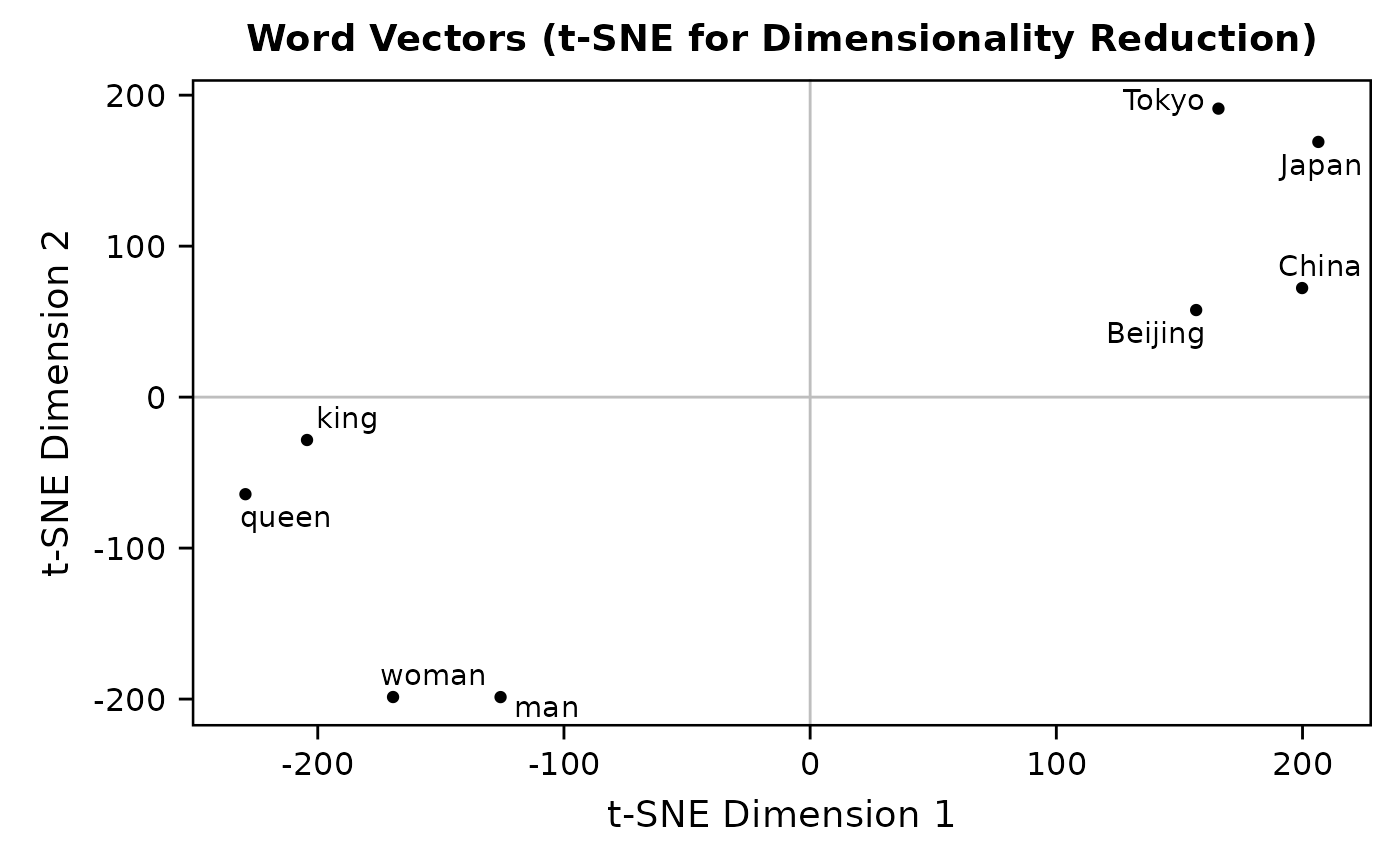 Word Vectors (t-SNE for Dimensionality Reduction)
200
100
0
-100
-200
t-SNE Dimension 2
Tokyo
Japan
China
Beijing
king
queen
woman
man
-200
-100
0
100
200
t-SNE Dimension 1